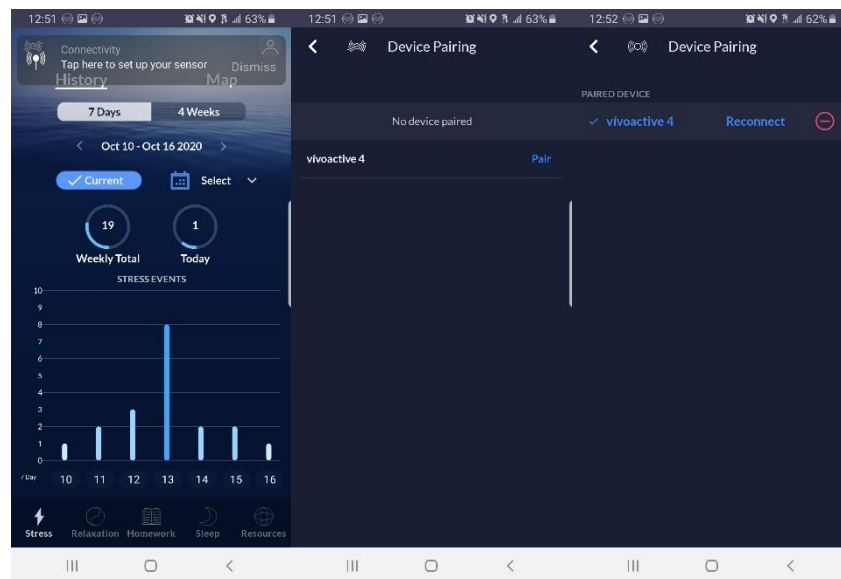 12:51
63%
Connectivity
Tap here to set up your sensor
Dismiss
History
Map
7 Days
4 Weeks
Oct 10 - Oct 16 2020
Current
Select
19
1
Weekly Total
Today
STRESS EVENTS
10
9
8
7
6
5
4
3
2
1
0
/ Day
10 11 12 13 14 15 16
Stress Relaxation Homework Sleep Resources
12:51
63%
Device Pairing
No device paired
vívoactive 4
Pair
12:52
62%
Device Pairing
PAIRED DEVICE
vívoactive 4
Reconnect